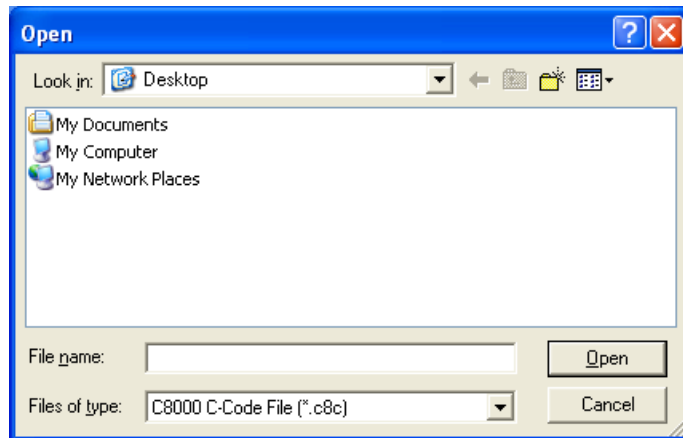 Open
Look in: Desktop
My Documents
My Computer
My Network Places
File name:
Open
Files of type: C8000 C-Code File (*.c8c)
Cancel